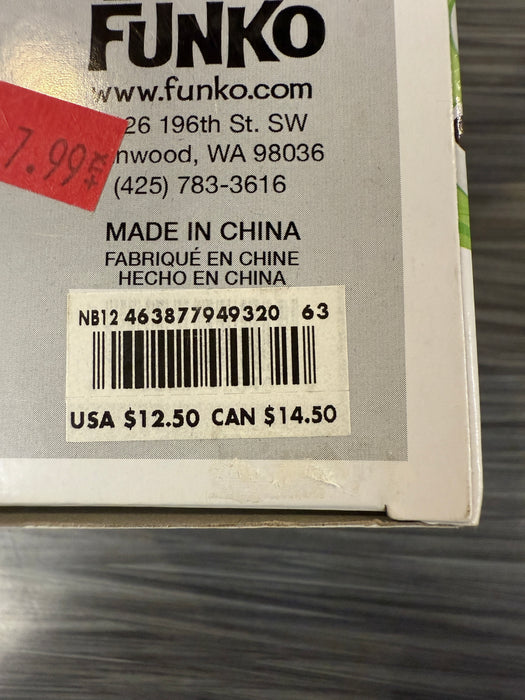 FUNKO
www.funko.com
26 196th St. SW
nwood, WA 98036
7.99
(425) 783-3616
MADE IN CHINA
FABRIQUÉ EN CHINE
HECHO EN CHINA
NB12 463877949320 63
USA $12.50 CAN $14.50